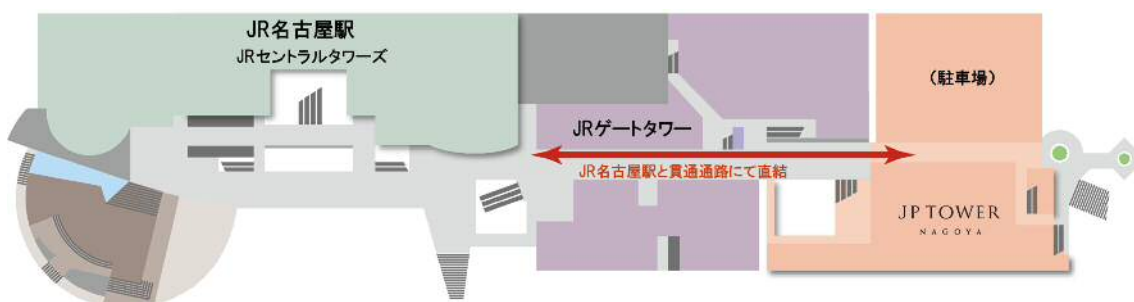 JR名古屋駅
JRセントラルタワーズ
(駐車場)
JRゲートタワー
JR名古屋駅と貫通通路にて直結
JP TOWER
NAGOYA